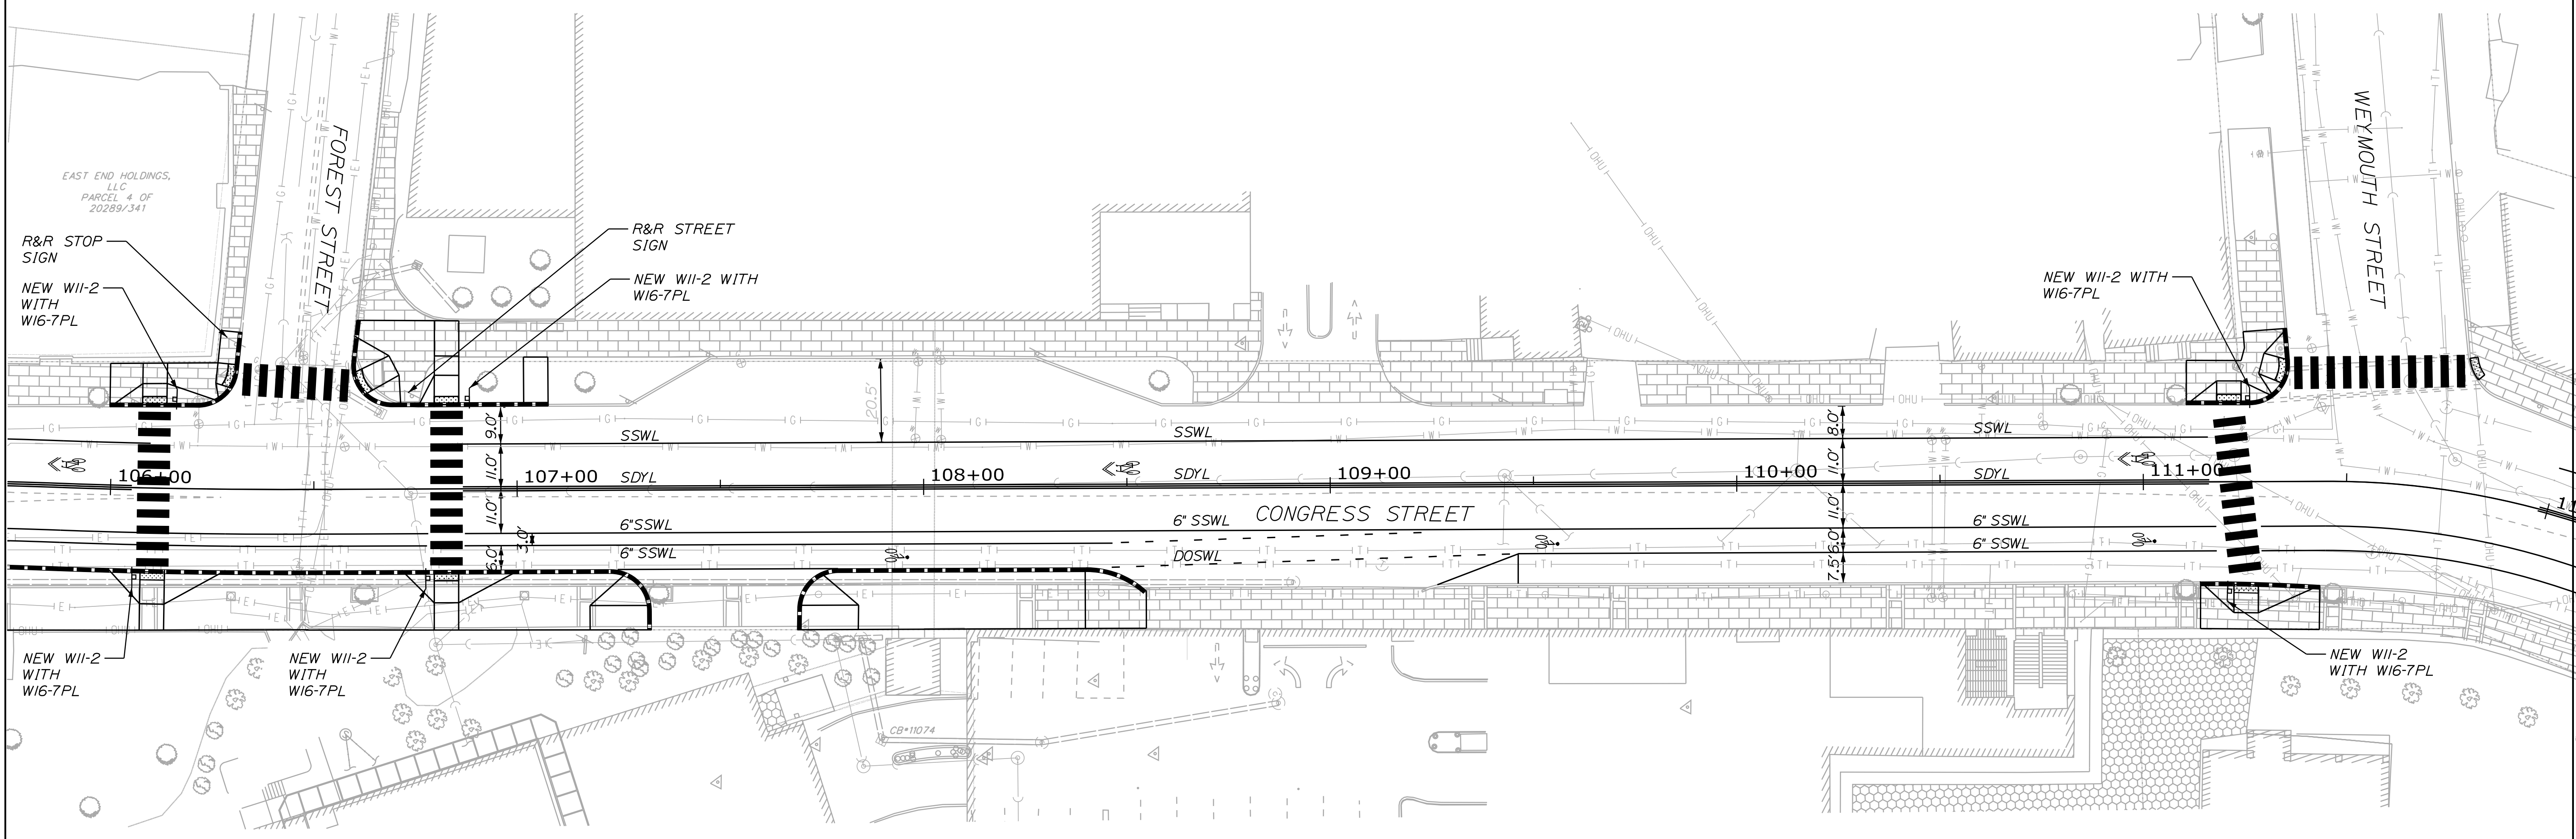 EAST END HOLDINGS,
LLC
PARCEL 4 OF
20289/341
FOREST STREET
WEYMOUTH STREET
R&R STOP
SIGN
NEW W11-2
WITH
W16-7PL
R&R STREET
SIGN
NEW W11-2 WITH
W16-7PL
NEW W11-2 WITH
W16-7PL
20.5'
9.0'
11.0'
11.0'
3.0'
6.0'
8.0'
11.0'
11.0'
6.0'
7.5'
SSWL
SSWL
SSWL
106+00
107+00
SDYL
108+00
SDYL
109+00
110+00
SDYL
111+00
6" SSWL
6" SSWL
CONGRESS STREET
6" SSWL
6" SSWL
DOSWL
6" SSWL
NEW W11-2
WITH
W16-7PL
NEW W11-2
WITH
W16-7PL
NEW W11-2
WITH W16-7PL
CB#11074